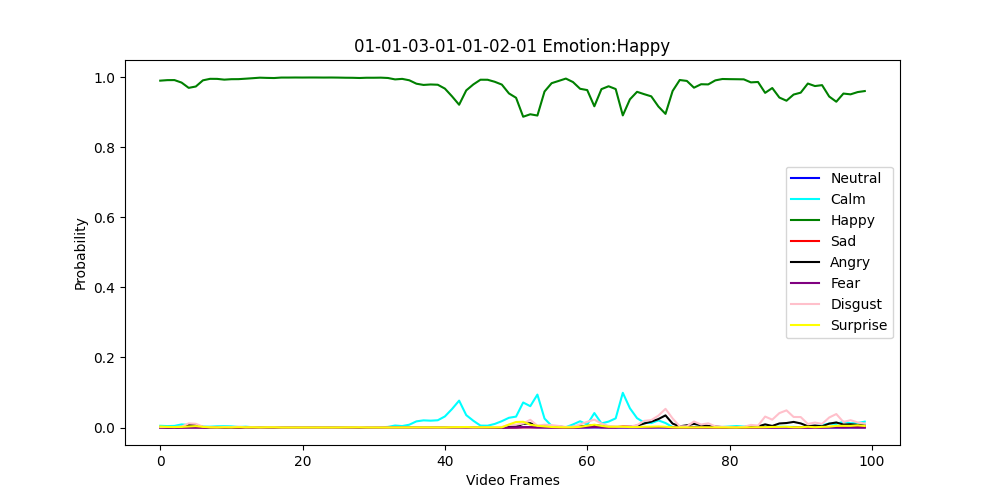 01-01-03-01-01-02-01 Emotion:Happy
Probability
1.0
0.8
0.6
0.4
0.2
0.0
Neutral
Calm
Happy
Sad
Angry
Fear
Disgust
Surprise
0 20 40 60 80 100
Video Frames